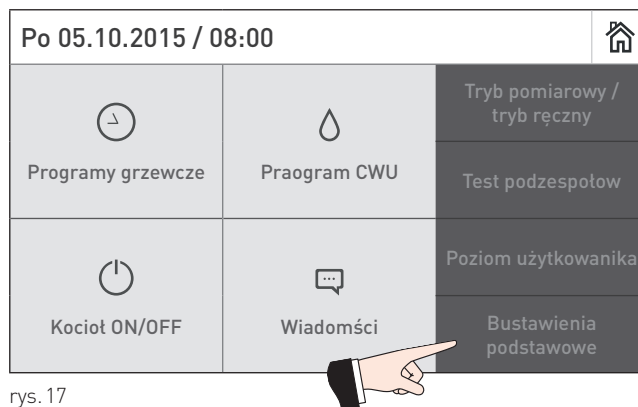 Po 05.10.2015 / 08:00
Programy grzewcze
Praogram CWU
Tryb pomiarowy /
tryb ręczny
Test podzespołow
Kocioł ON/OFF
Wiadomści
Poziom użytkowanika
Bustawienia
podstawowe
rys. 17